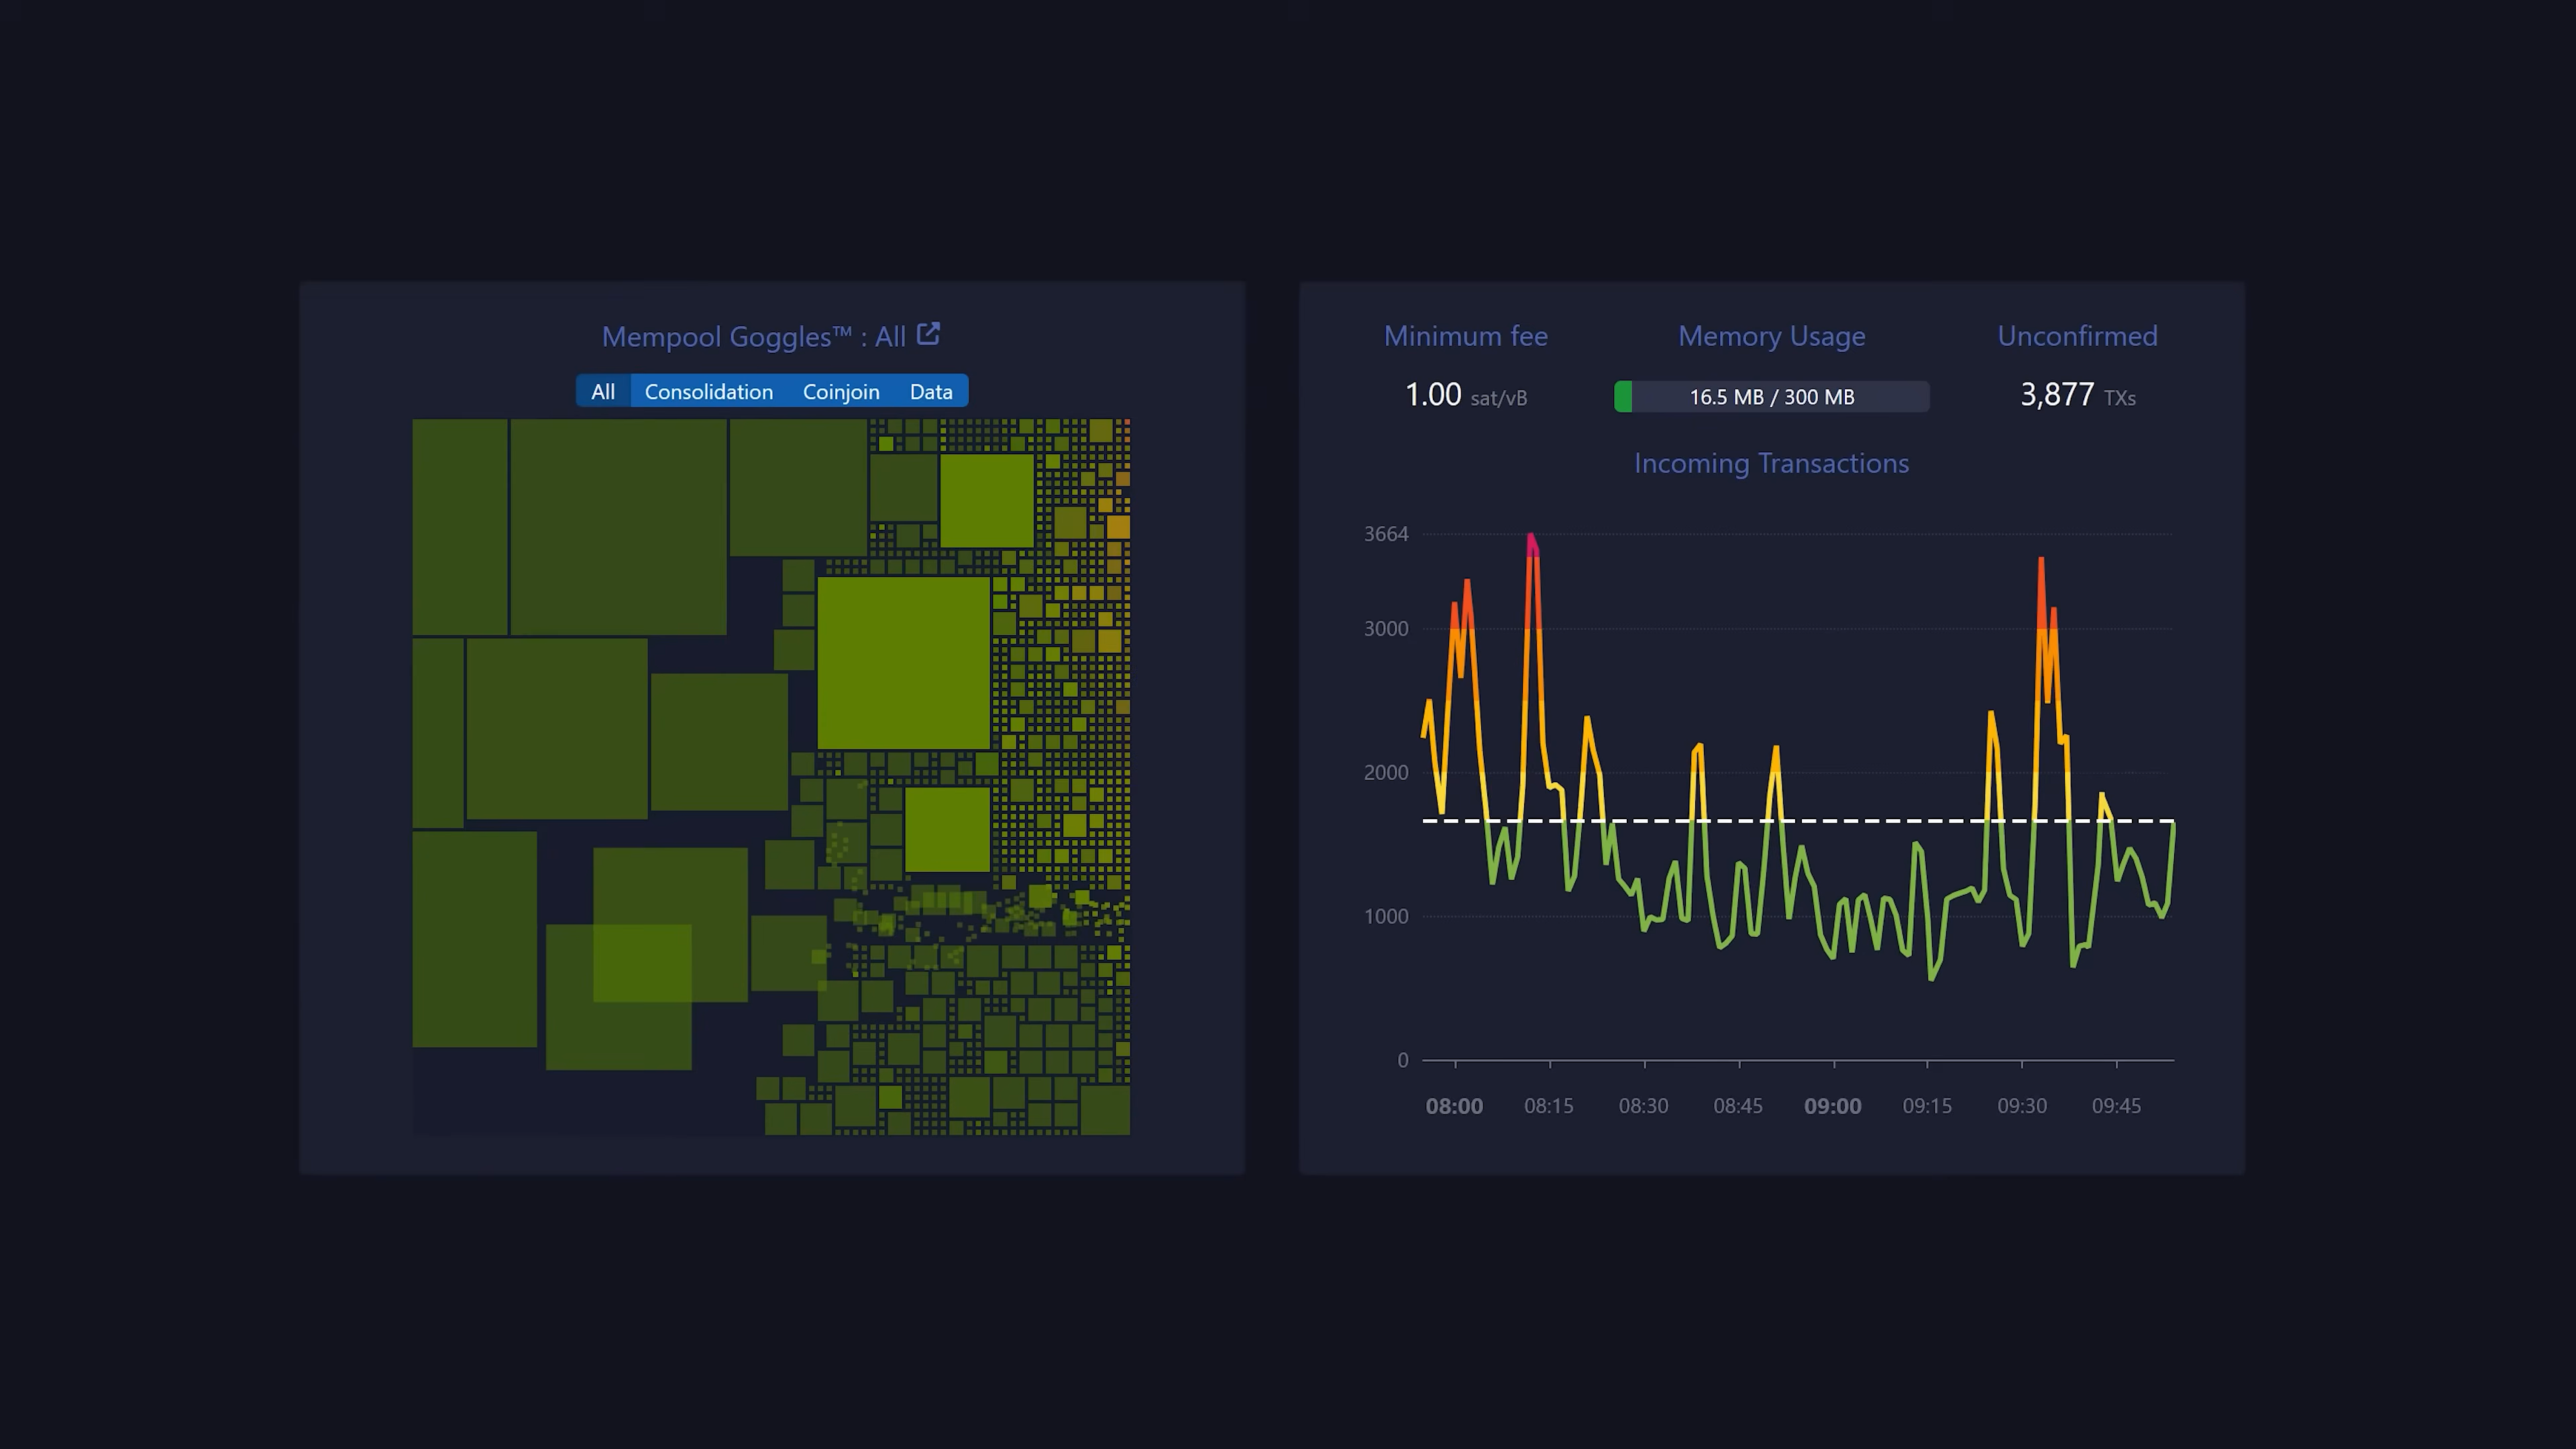 Mempool Goggles™ : All
All Consolidation Coinjoin Data
Minimum fee Memory Usage Unconfirmed
1.00 sat/vB 16.5 MB / 300 MB 3,877 TXs
Incoming Transactions
3664
3000
2000
1000
0
08:00 08:15 08:30 08:45 09:00 09:15 09:30 09:45